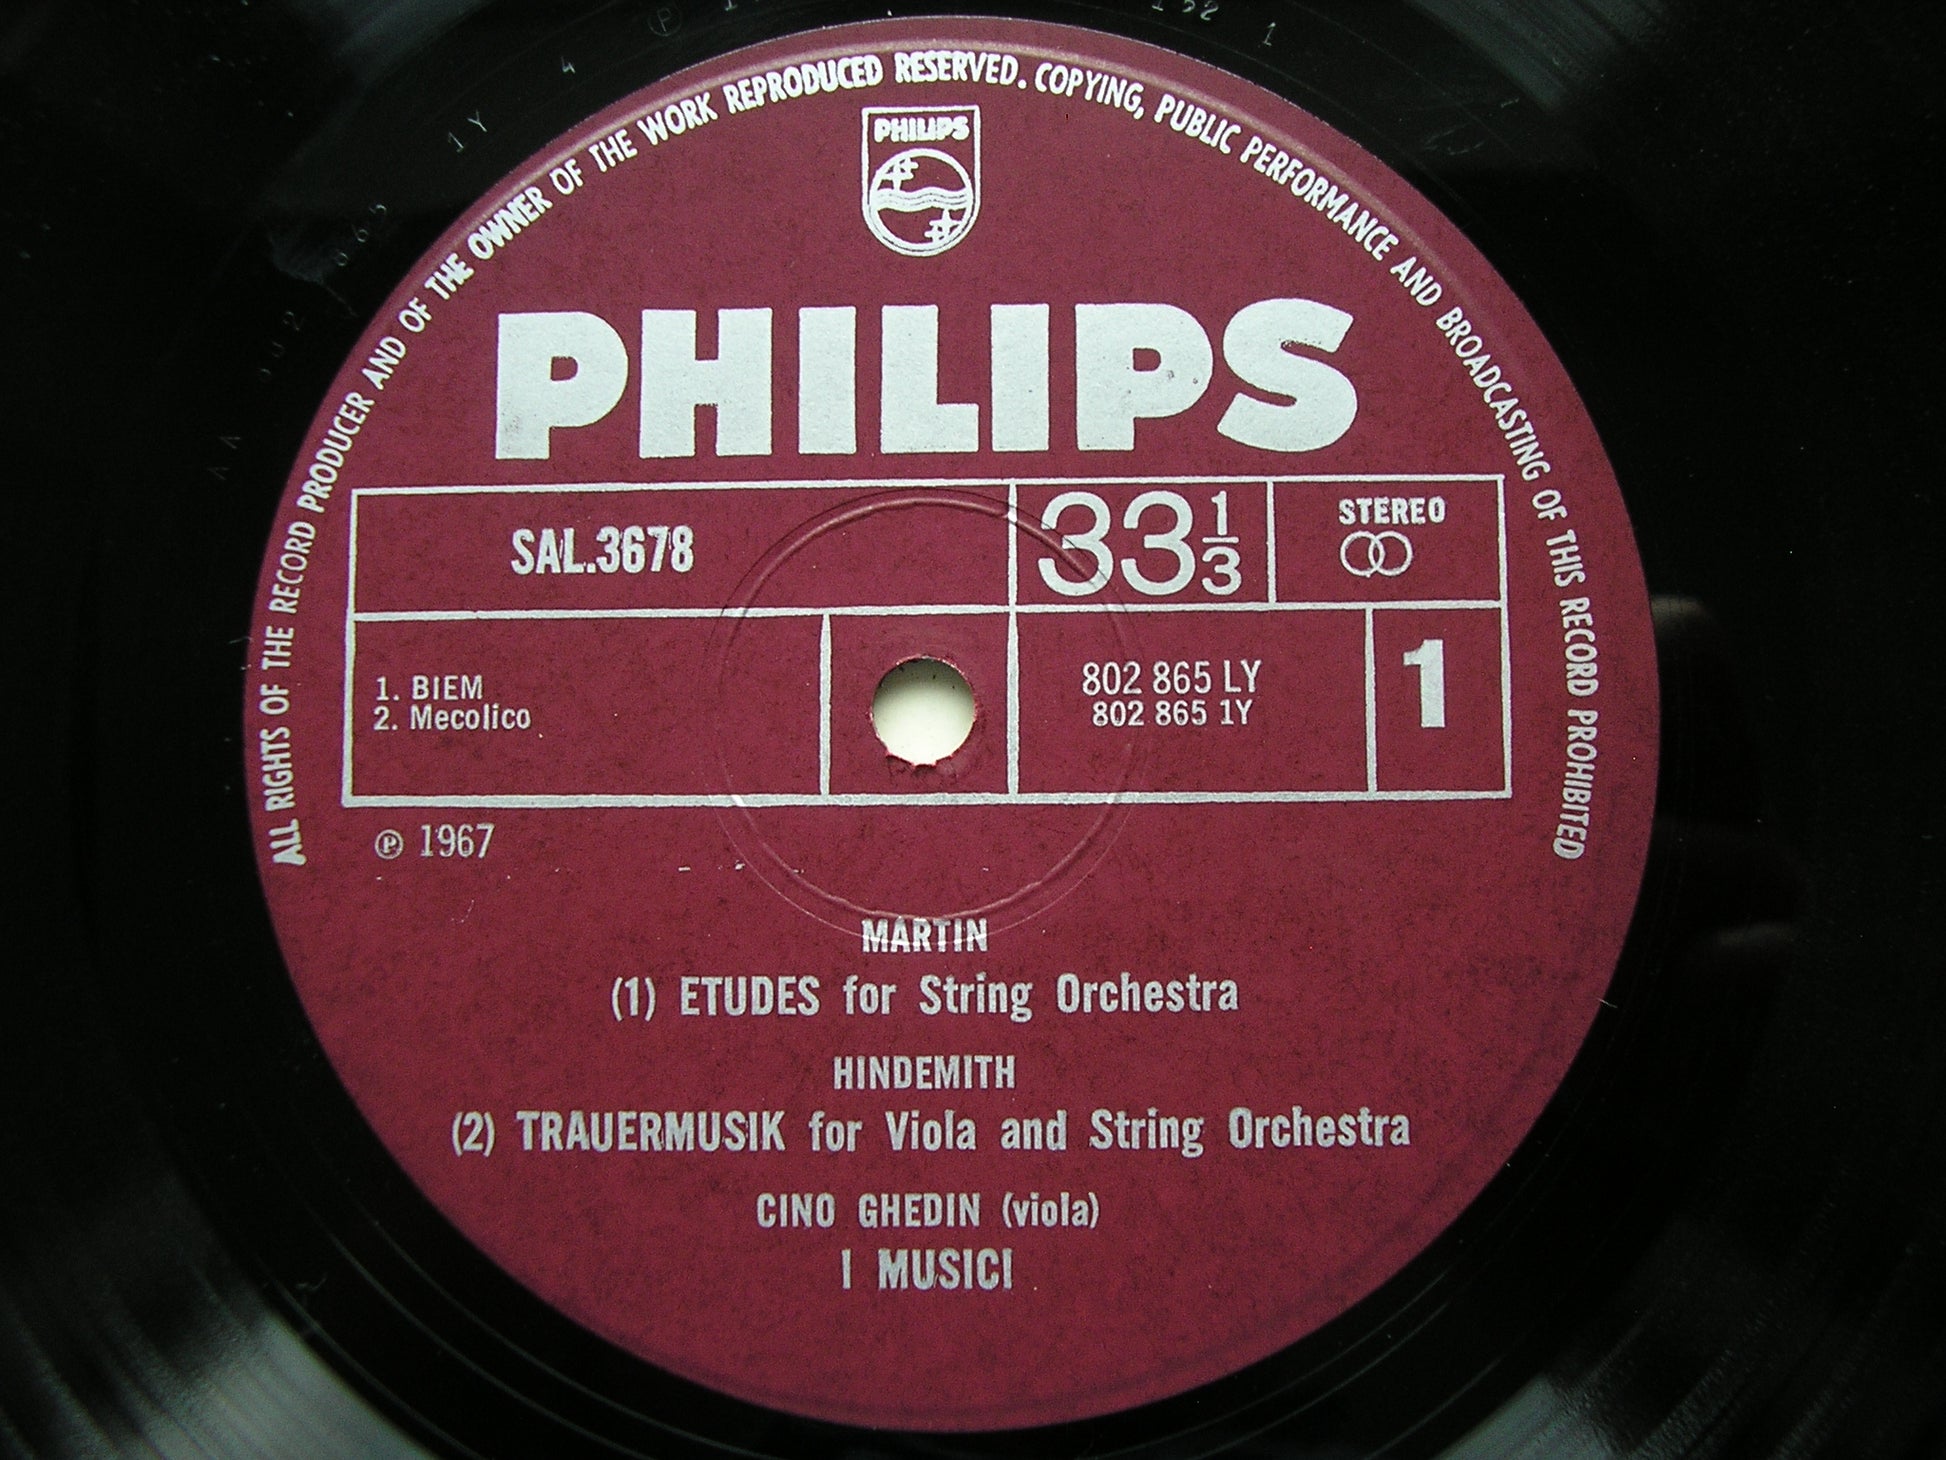 ALL RIGHTS OF THE RECORD PRODUCER AND OF THE OWNER OF THE WORK REPRODUCED RESERVED. COPYING, PUBLIC PERFORMANCE AND BROADCASTING OF THIS RECORD PROHIBITED
PHILIPS
PHILIPS
SAL.3678
33 1/3
STEREO
1. BIEM
2. Mecolico
802 865 LY
802 865 1Y
1
℗ 1967
MARTIN
(1) ETUDES for String Orchestra
HINDEMITH
(2) TRAUERMUSIK for Viola and String Orchestra
CINO GHEDIN (viola)
I MUSICI